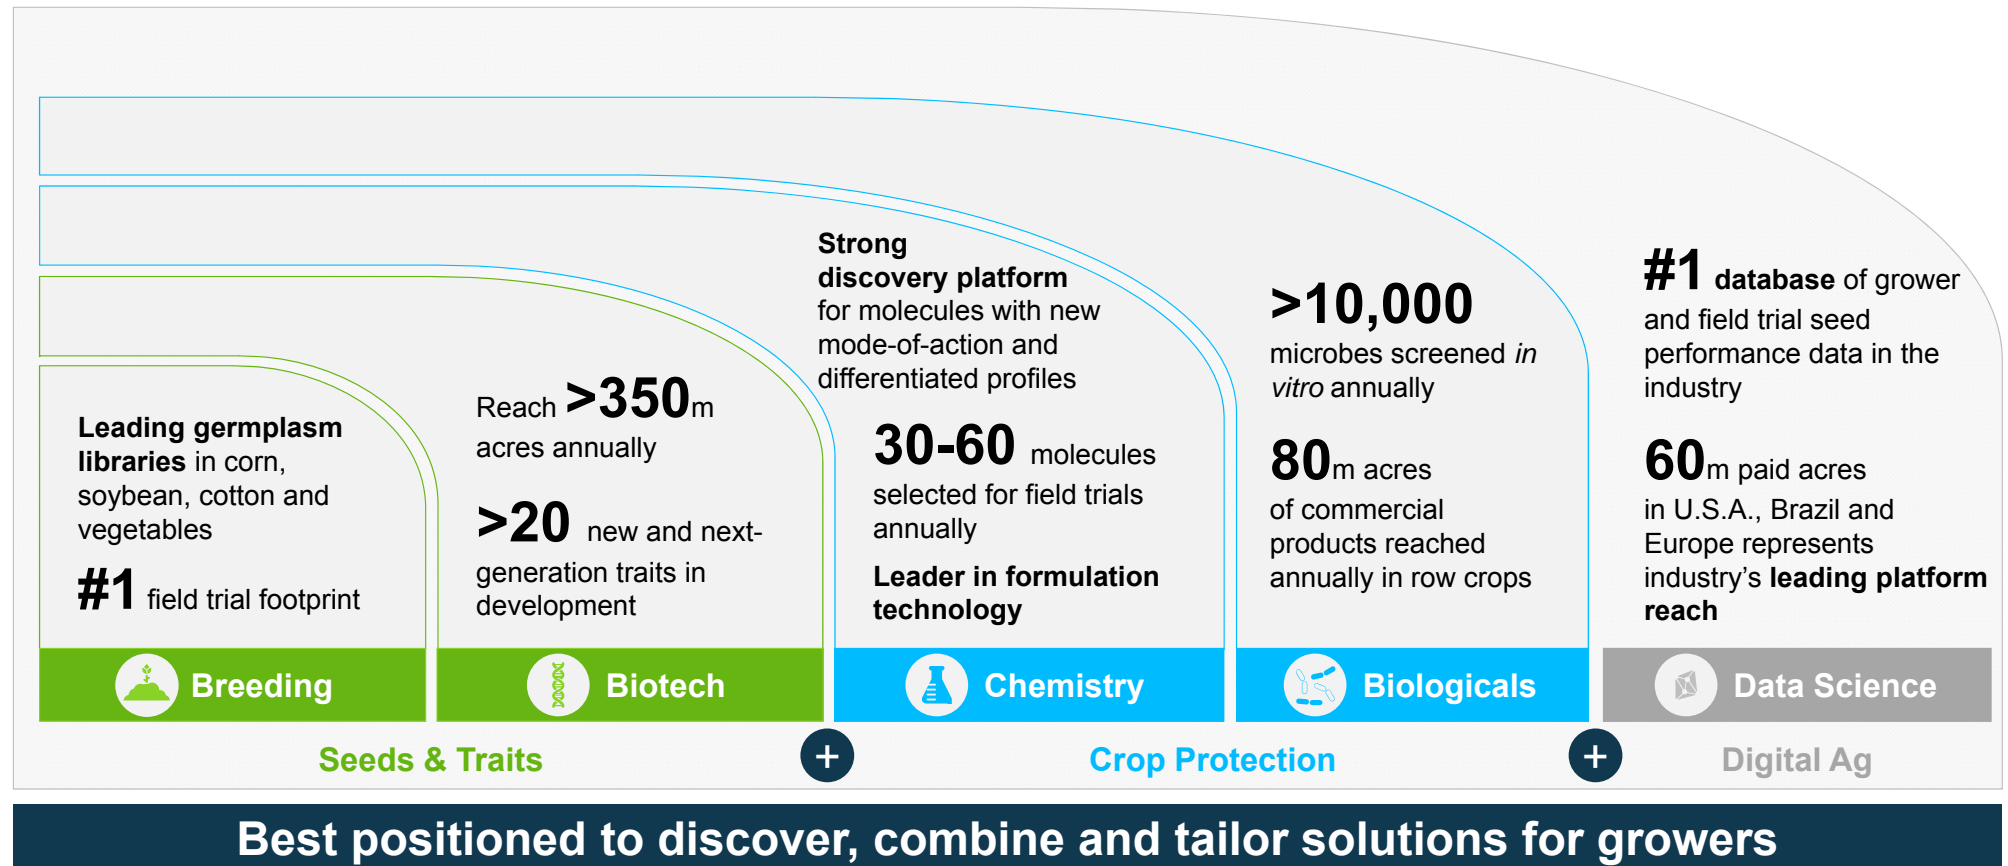 Leading germplasm
libraries in corn,
soybean, cotton and
vegetables
#1 field trial footprint
Breeding
Reach >350m
acres annually
>20 new and next-
generation traits in
development
Biotech
Seeds & Traits
+
Strong
discovery platform
for molecules with new
mode-of-action and
differentiated profiles
30-60 molecules
selected for field trials
annually
Leader in formulation
technology
Chemistry
>10,000
microbes screened in
vitro annually
80m acres
of commercial
products reached
annually in row crops
Biologicals
Crop Protection
+
#1 database of grower
and field trial seed
performance data in the
industry
60m paid acres
in U.S.A., Brazil and
Europe represents
industry’s leading platform
reach
Data Science
Digital Ag
Best positioned to discover, combine and tailor solutions for growers